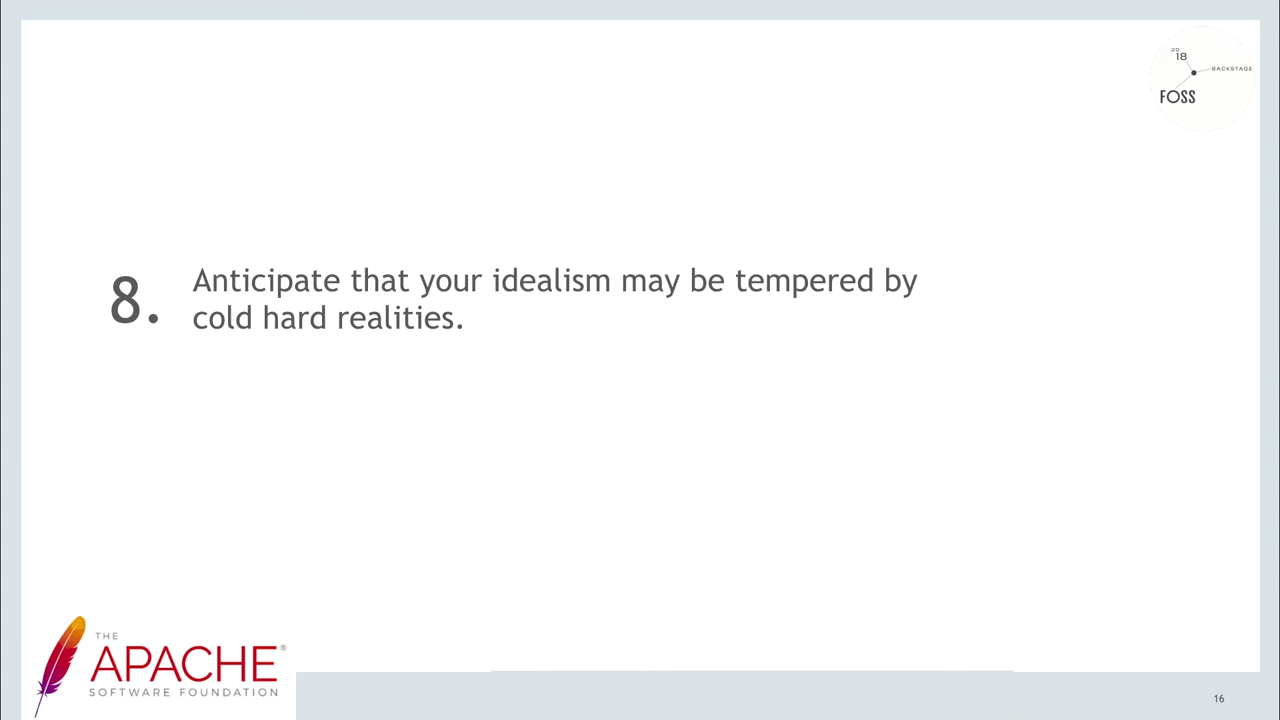 20
18
BACKSTAGE
FOSS
8.
Anticipate that your idealism may be tempered by
cold hard realities.
THE
APACHE®
SOFTWARE FOUNDATION
16